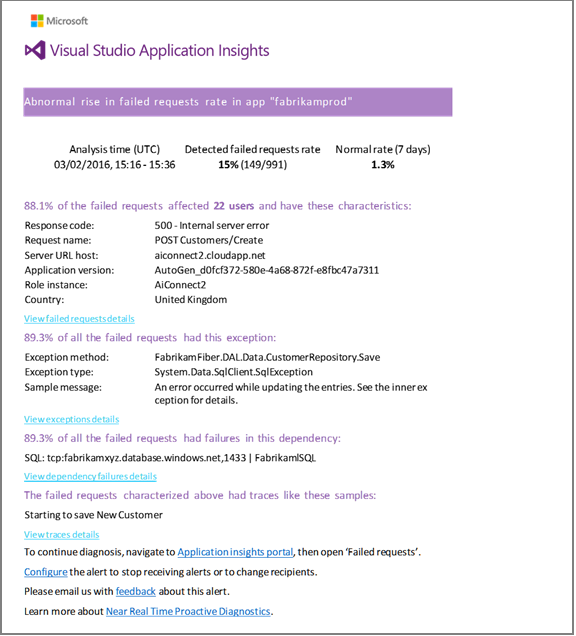 Microsoft
Visual Studio Application Insights
Abnormal rise in failed requests rate in app "fabrikamprod"
Analysis time (UTC) Detected failed requests rate Normal rate (7 days)
03/02/2016, 15:16 - 15:36 15% (149/991) 1.3%
88.1% of the failed requests affected 22 users and have these characteristics:
Response code: 500 - Internal server error
Request name: POST Customers/Create
Server URL host: aiconnect2.cloudapp.net
Application version: AutoGen_d0fcf372-580e-4a68-872f-e8fbc47a7311
Role instance: AiConnect2
Country: United Kingdom
View failed requests details
89.3% of all the failed requests had this exception:
Exception method: FabrikamFiber.DAL.Data.CustomerRepository.Save
Exception type: System.Data.SqlClient.SqlException
Sample message: An error occurred while updating the entries. See the inner ex
ception for details.
View exceptions details
89.3% of all the failed requests had failures in this dependency:
SQL: tcp:fabrikamxyz.database.windows.net,1433 | FabrikamlSQL
View dependency failures details
The failed requests characterized above had traces like these samples:
Starting to save New Customer
View traces details
To continue diagnosis, navigate to Application insights portal, then open ‘Failed requests’.
Configure the alert to stop receiving alerts or to change recipients.
Please email us with feedback about this alert.
Learn more about Near Real Time Proactive Diagnostics.